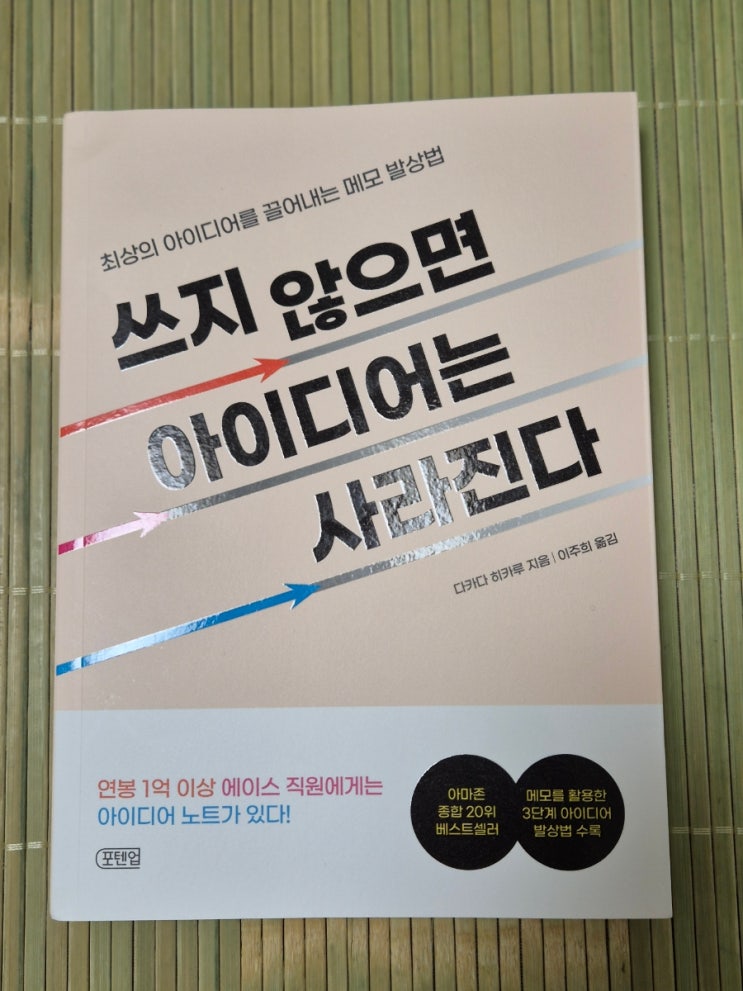 최상의 아이디어를 끌어내는 메모 발상법
쓰지 않으면
아이디어는
사라진다
다카다 히카루 지음 | 이주희 옮김
연봉 1억 이상 에이스 직원에게는
아이디어 노트가 있다!
아마존
종합 20위
베스트셀러
메모를 활용한
3단계 아이디어
발상법 수록
포텐업